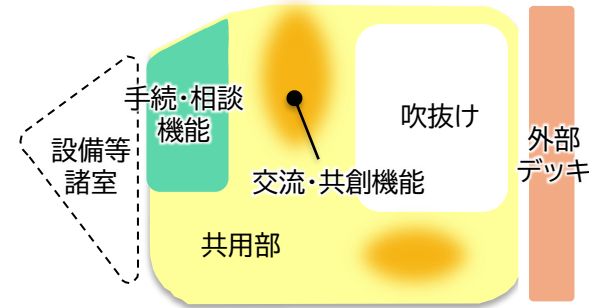 手続・相談
機能
設備等
諸室
吹抜け
外部
デッキ
交流・共創機能
共用部